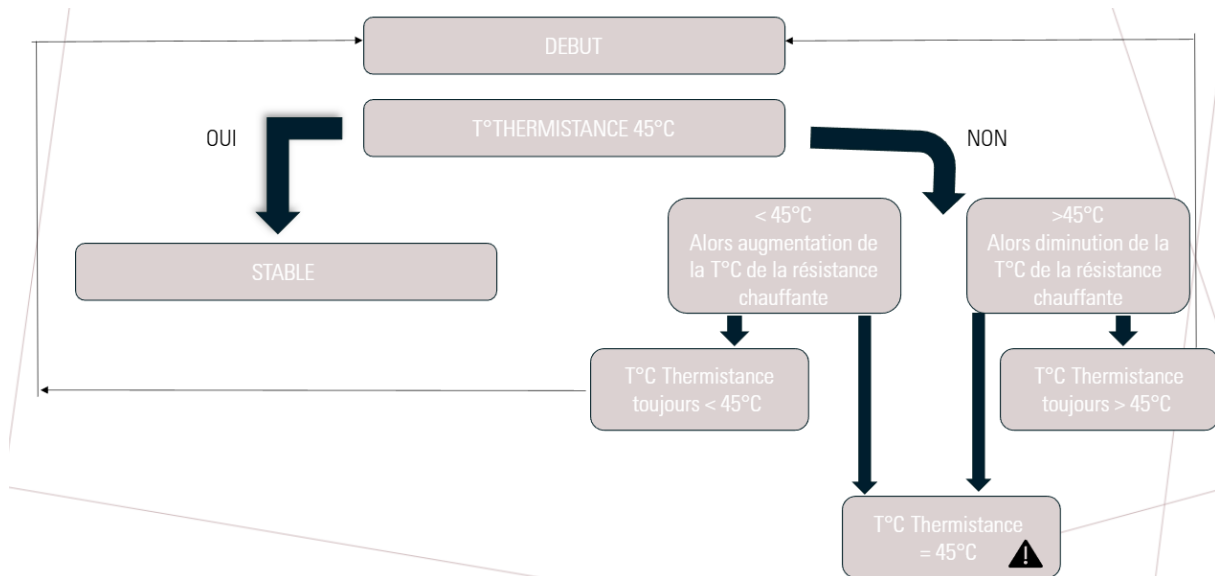 DEBUT
T°THERMISTANCE 45°C
OUI
NON
STABLE
< 45°C
Alors augmentation de
la T°C de la résistance
chauffante
>45°C
Alors diminution de la
T°C de la résistance
chauffante
T°C Thermistance
toujours < 45°C
T°C Thermistance
toujours > 45°C
T°C Thermistance
= 45°C